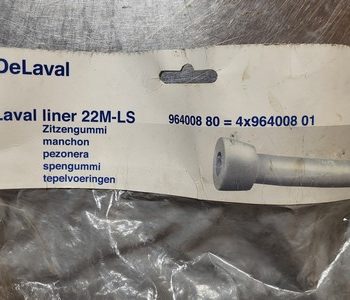 DeLaval
Laval liner 22M-LS 964008 80 = 4x964008 01
Zitzengummi
manchon
pezonera
spengummi
tepelvoeringen